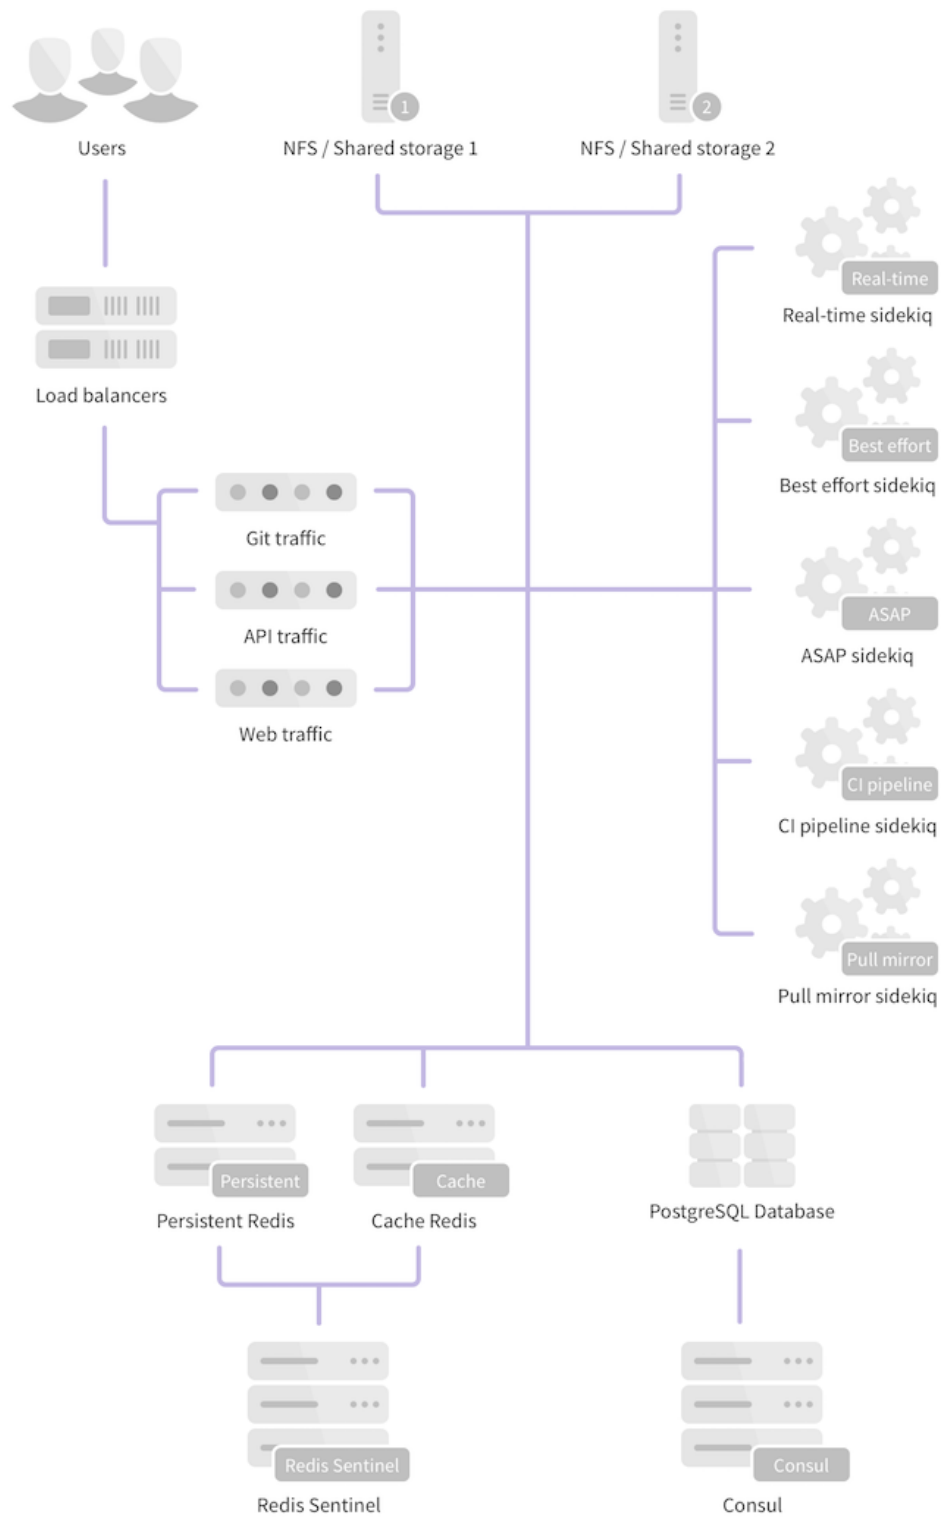 1
2
Users
NFS / Shared storage 1
NFS / Shared storage 2
Real-time
Real-time sidekiq
Load balancers
Best effort
Best effort sidekiq
Git traffic
API traffic
ASAP
ASAP sidekiq
Web traffic
CI pipeline
CI pipeline sidekiq
Pull mirror
Pull mirror sidekiq
Persistent
Cache
Persistent Redis
Cache Redis
PostgreSQL Database
Redis Sentinel
Consul
Redis Sentinel
Consul